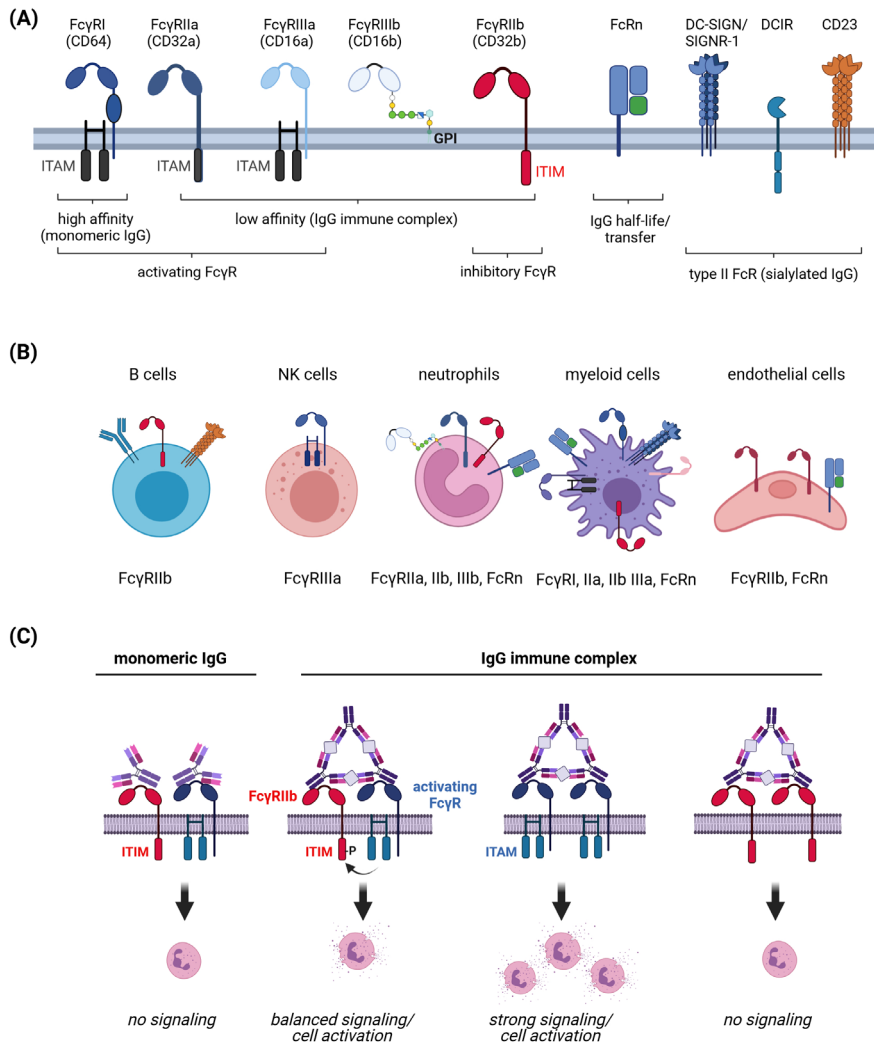 (A)
FcγRI
(CD64)
FcγRIIa
(CD32a)
FcγRIIIa
(CD16a)
FcγRIIIb
(CD16b)
FcγRIIb
(CD32b)
FcRn
DC-SIGN/
SIGNR-1
DCIR
CD23
GPI
ITAM
ITAM
ITAM
ITIM
high affinity
(monomeric IgG)
low affinity (IgG immune complex)
IgG half-life/
transfer
activating FcγR
inhibitory FcγR
type II FcR (sialylated IgG)
(B)
B cells
NK cells
neutrophils
myeloid cells
endothelial cells
FcγRIIb
FcγRIIIa
FcγRIIa, IIb, IIIb, FcRn
FcγRI, IIa, IIb IIIa, FcRn
FcγRIIb, FcRn
(C)
monomeric IgG
IgG immune complex
FcγRIIb
activating
FcγR
ITIM
ITIM
-P
ITAM
no signaling
balanced signaling/
cell activation
strong signaling/
cell activation
no signaling